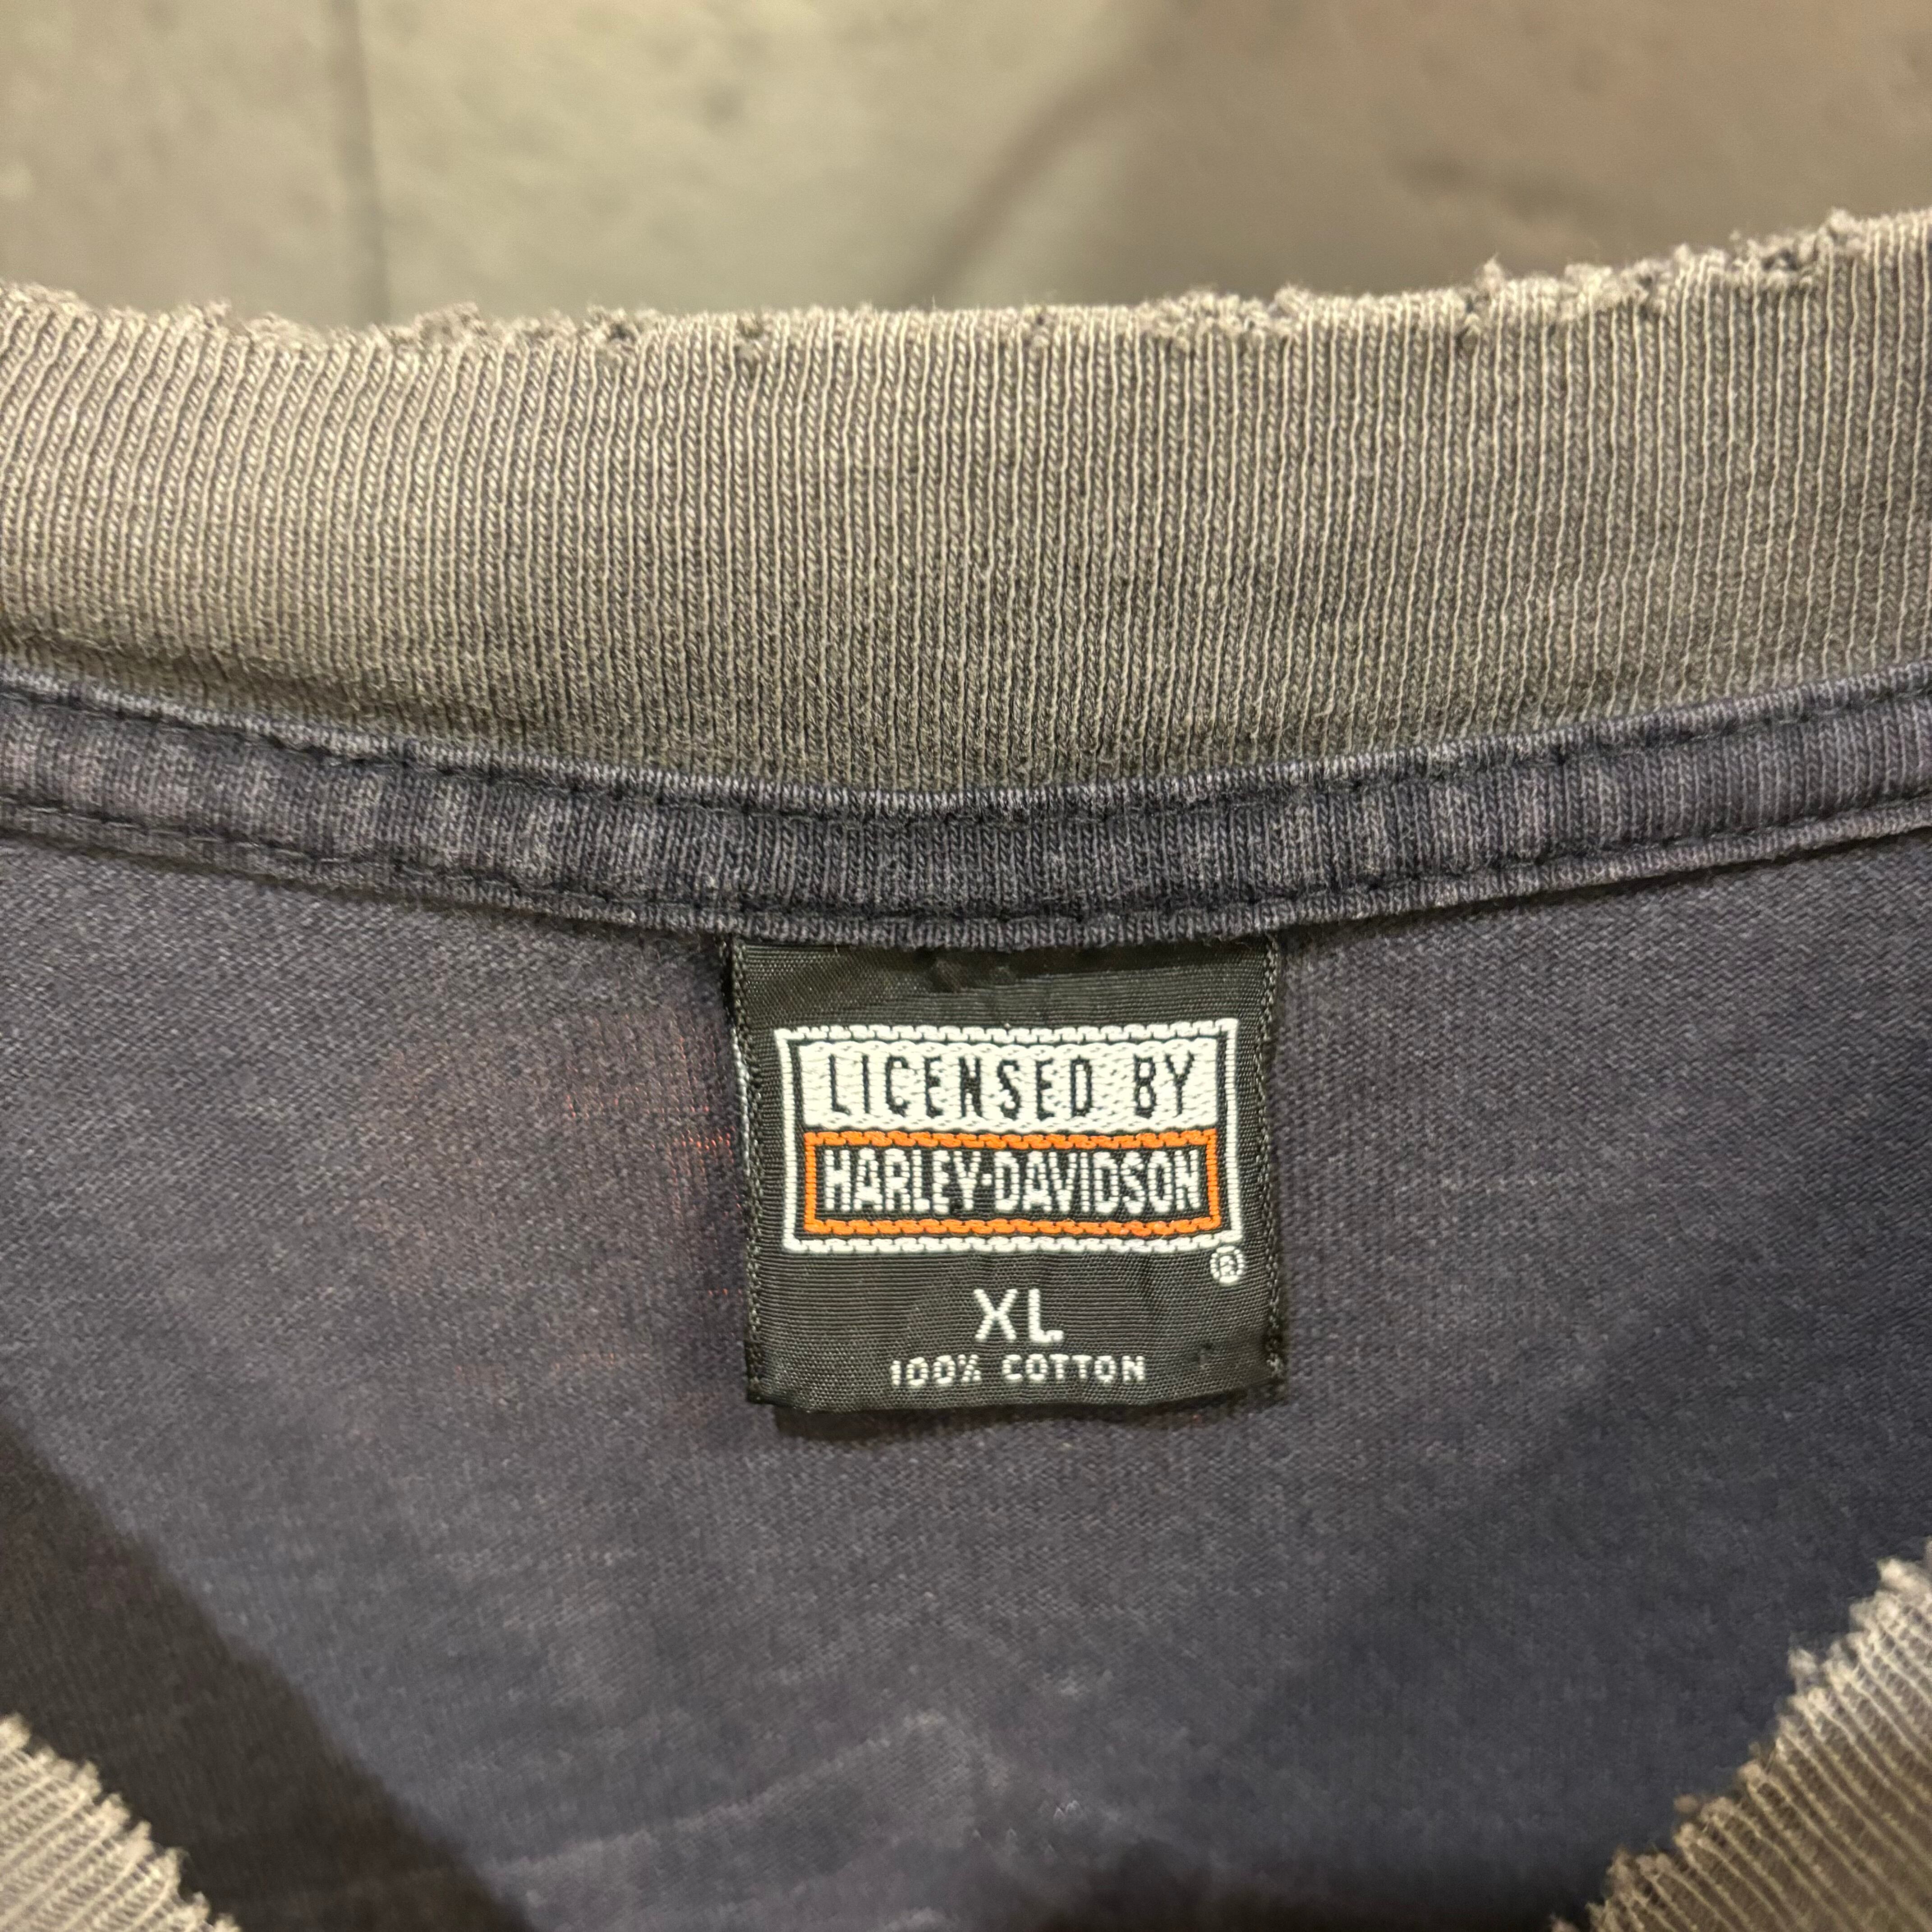 LICENSED BY
HARLEY-DAVIDSON
®
XL
100% COTTON